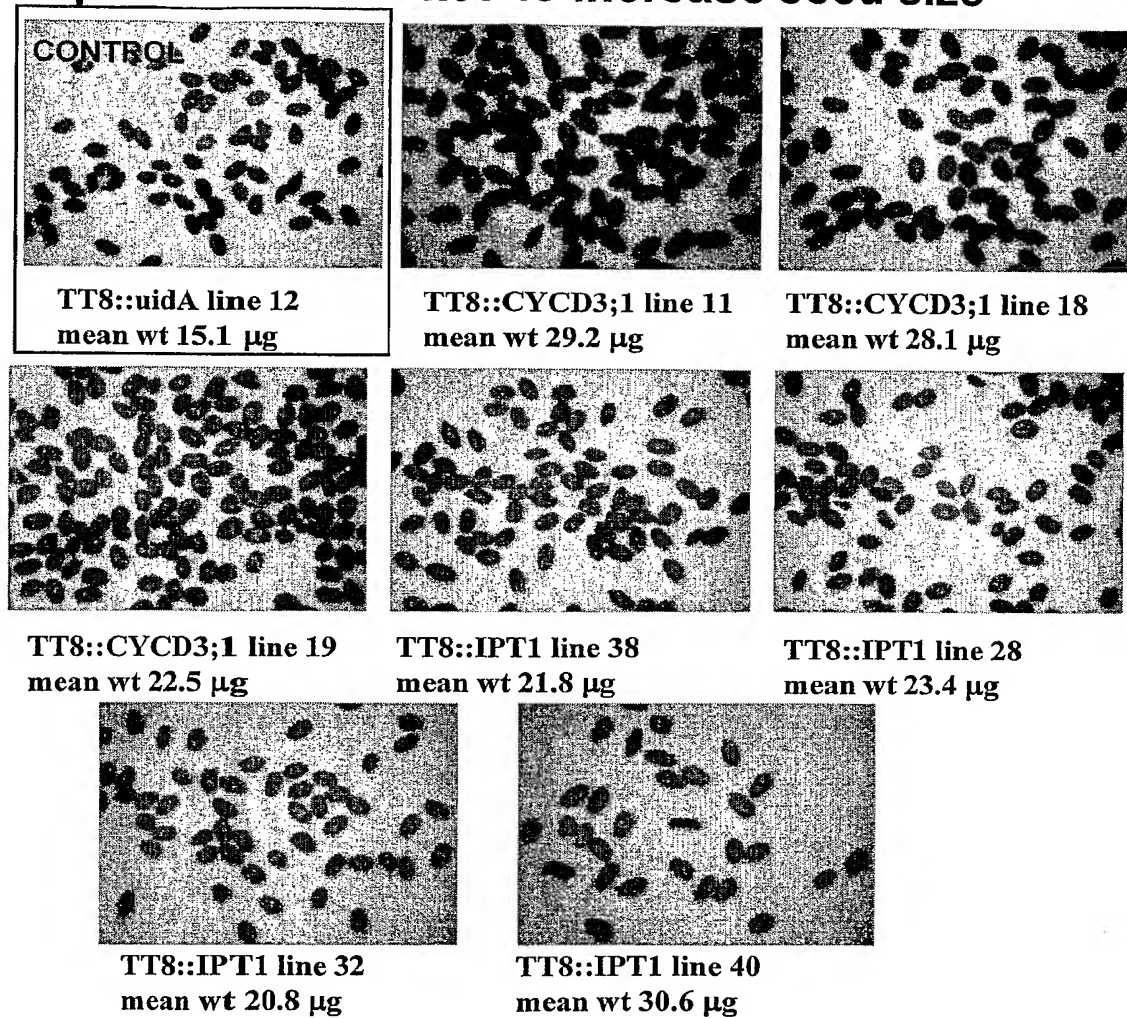 to increase seed size
CONTROL
TT8::uidA line 12
mean wt 15.1 µg
TT8::CYCD3;1 line 11
mean wt 29.2 µg
TT8::CYCD3;1 line 18
mean wt 28.1 µg
TT8::CYCD3;1 line 19
mean wt 22.5 µg
TT8::IPT1 line 38
mean wt 21.8 µg
TT8::IPT1 line 28
mean wt 23.4 µg
TT8::IPT1 line 32
mean wt 20.8 µg
TT8::IPT1 line 40
mean wt 30.6 µg